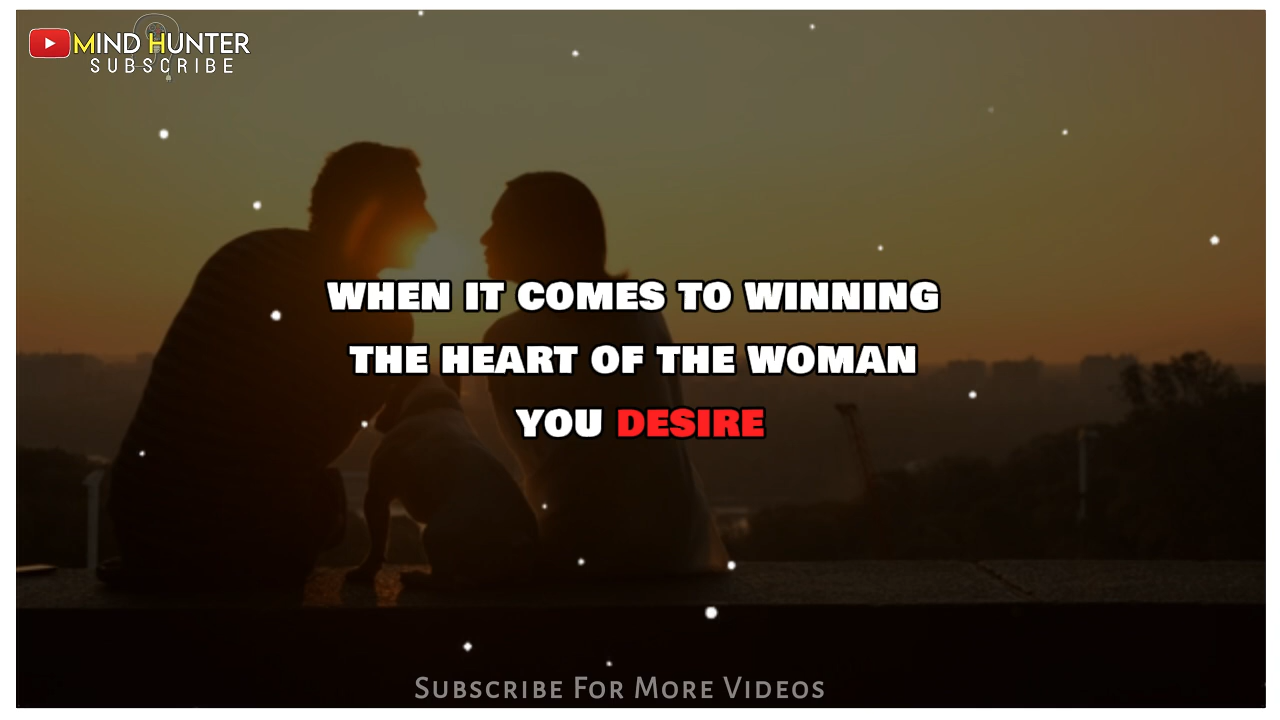 MIND HUNTER
SUBSCRIBE
WHEN IT COMES TO WINNING
THE HEART OF THE WOMAN
YOU DESIRE
SUBSCRIBE FOR MORE VIDEOS